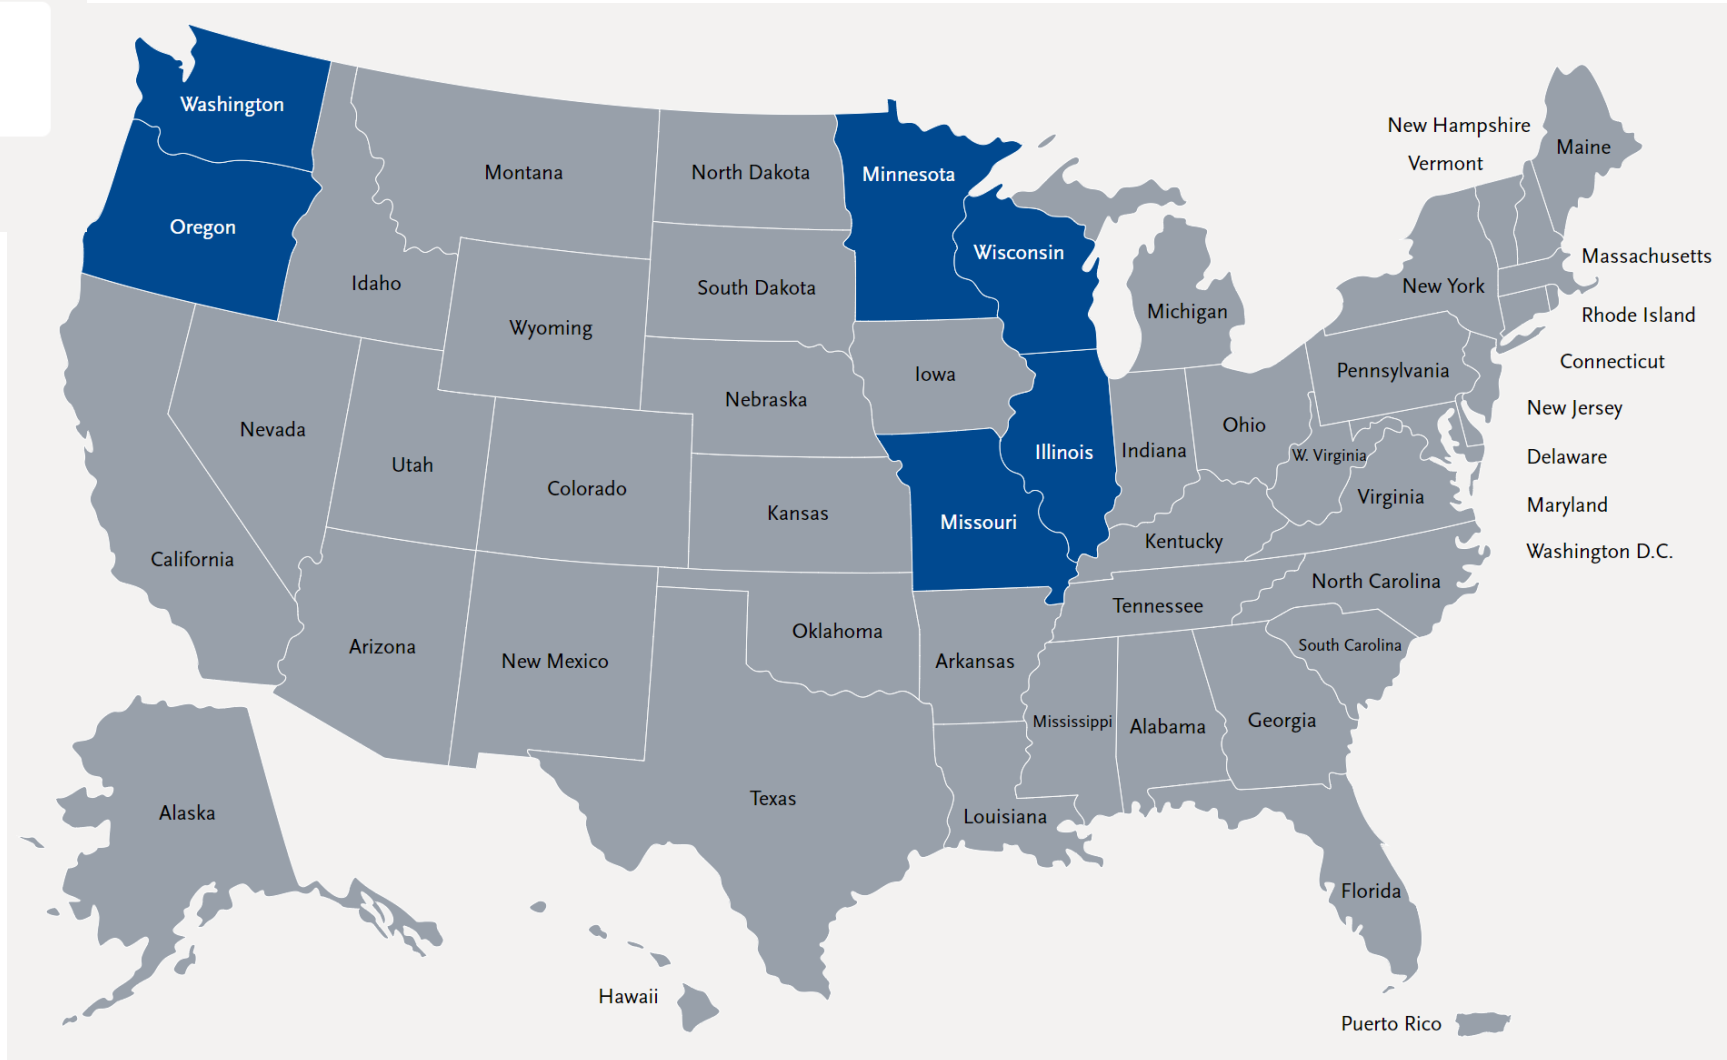 Washington
New Hampshire
Maine
Vermont
Montana
North Dakota
Minnesota
Oregon
Wisconsin
Massachusetts
Idaho
South Dakota
New York
Michigan
Rhode Island
Wyoming
Connecticut
Pennsylvania
Iowa
Nebraska
New Jersey
Nevada
Ohio
Utah
Illinois
Indiana
W. Virginia
Delaware
Colorado
Virginia
Maryland
Kansas
Missouri
Kentucky
Washington D.C.
California
North Carolina
Tennessee
Oklahoma
Arizona
South Carolina
New Mexico
Arkansas
Mississippi
Alabama
Georgia
Texas
Alaska
Louisiana
Florida
Hawaii
Puerto Rico